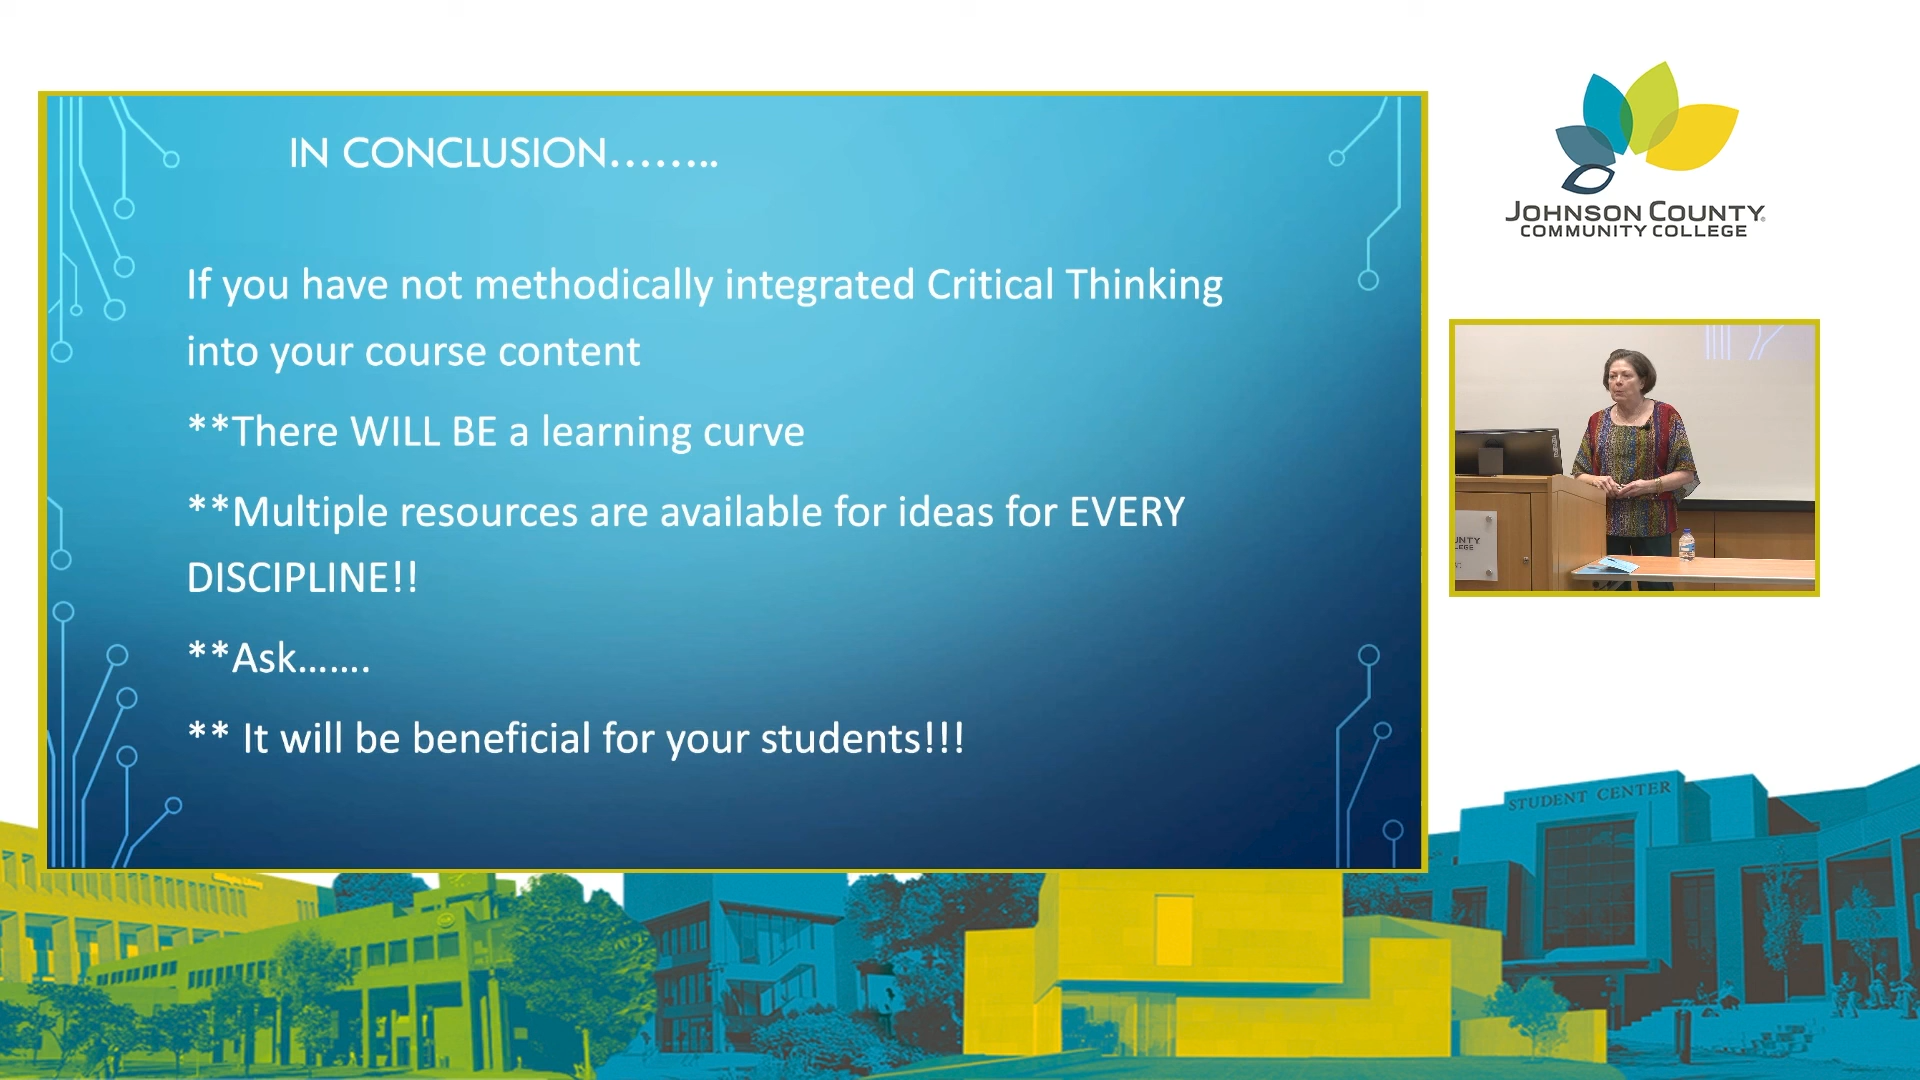 IN CONCLUSION……..
If you have not methodically integrated Critical Thinking
into your course content
**There WILL BE a learning curve
**Multiple resources are available for ideas for EVERY
DISCIPLINE!!
**Ask…….
** It will be beneficial for your students!!!
JOHNSON COUNTY®
COMMUNITY COLLEGE
STUDENT CENTER